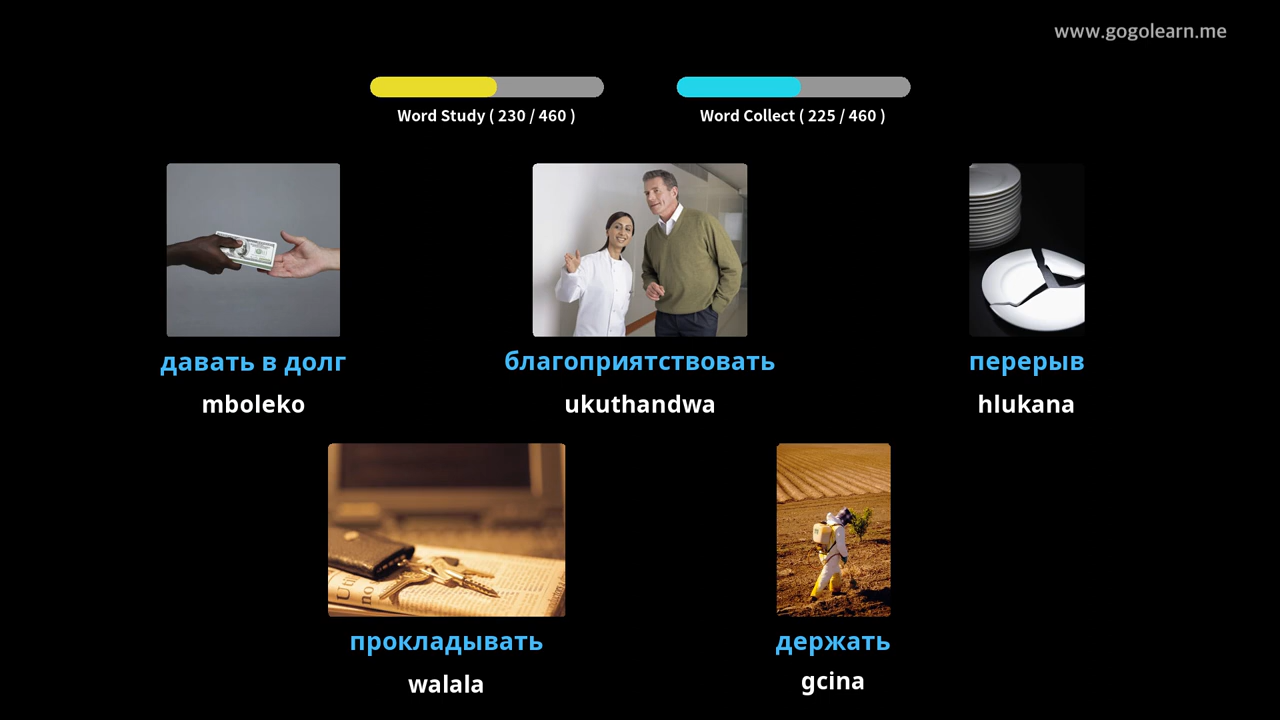 www.gogolearn.me
Word Study ( 230 / 460 )
Word Collect ( 225 / 460 )
давать в долг
mboleko
благоприятствовать
ukuthandwa
перерыв
hlukana
прокладывать
walala
держать
gcina